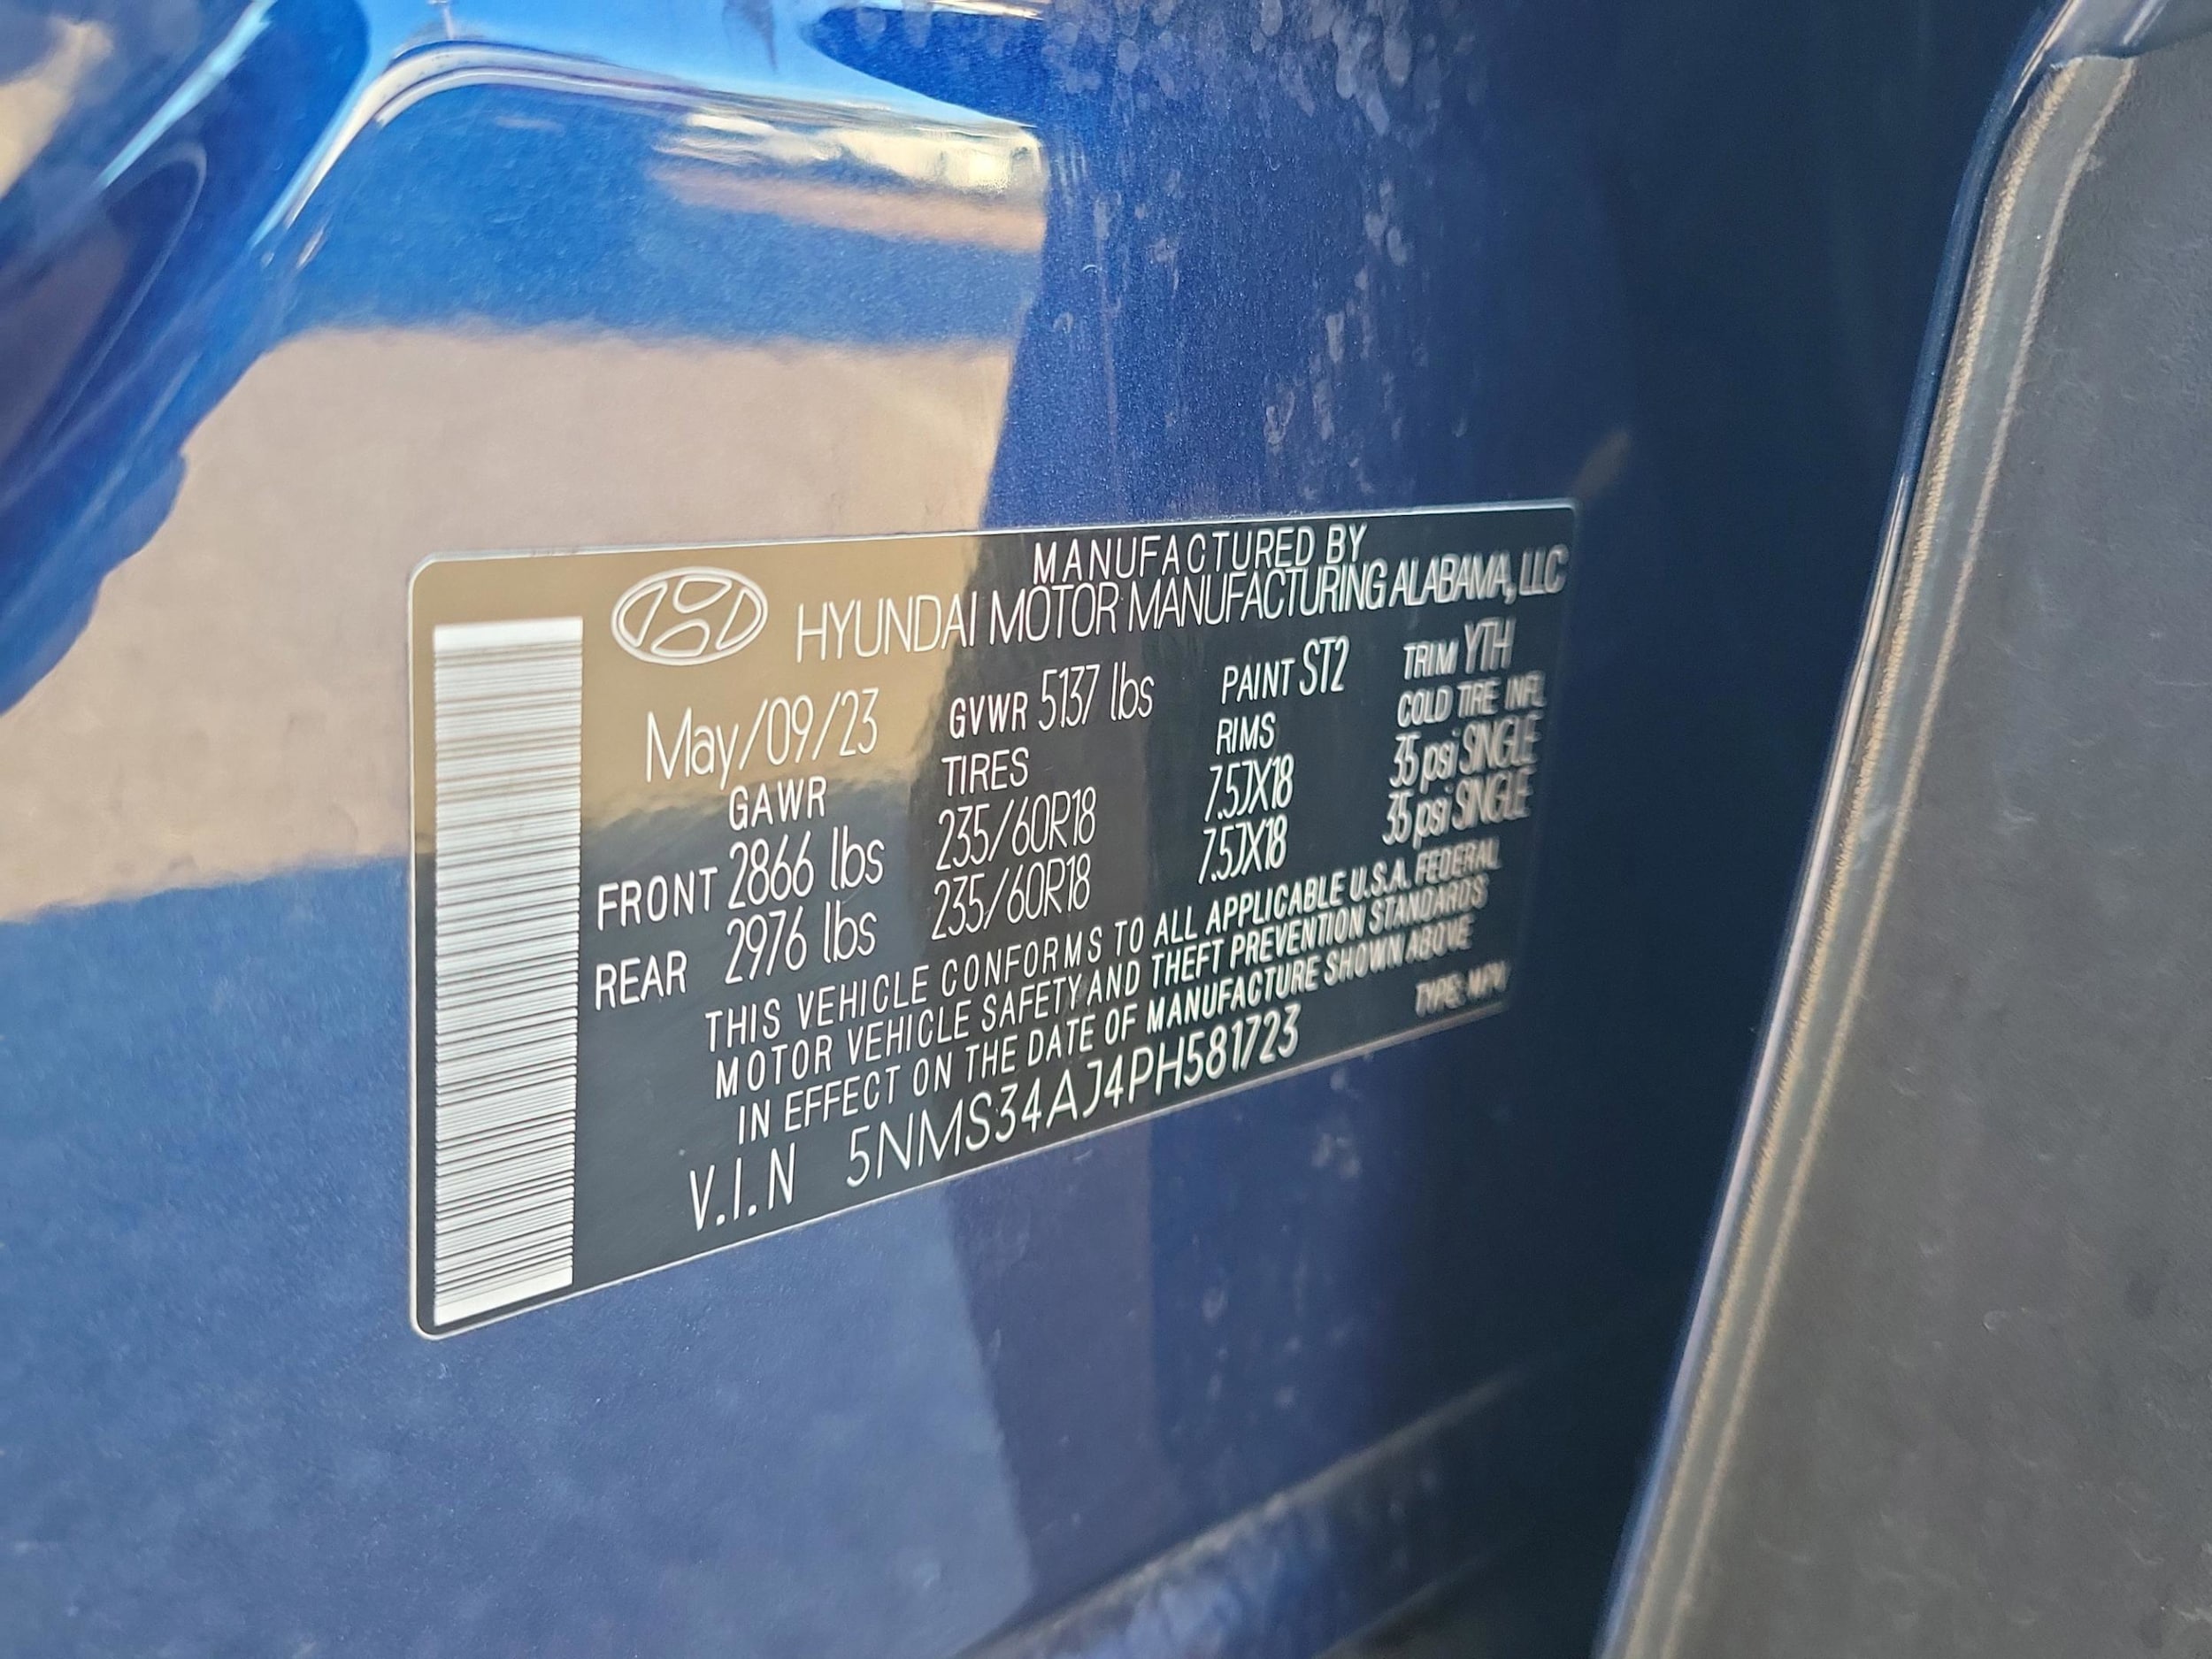 MANUFACTURED BY
HYUNDAI MOTOR MANUFACTURING ALABAMA, LLC
May/09/23 GVWR 5137 lbs PAINT ST2 TRIM YTH
GAWR TIRES RIMS COLD TIRE INFL
FRONT 2866 lbs 235/60R18 7.5JX18 35 psi SINGLE
REAR 2976 lbs 235/60R18 7.5JX18 35 psi SINGLE
THIS VEHICLE CONFORMS TO ALL APPLICABLE U.S.A. FEDERAL
MOTOR VEHICLE SAFETY AND THEFT PREVENTION STANDARDS
IN EFFECT ON THE DATE OF MANUFACTURE SHOWN ABOVE
V.I.N 5NMS34AJ4PH581723 TYPE: MPV